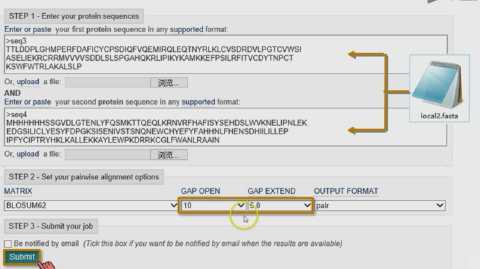 STEP 1 - Enter your protein sequences
Enter or paste your first protein sequence in any supported format:
>seq3
TTLDDPLGHMPERFDAFICYCPSDIQFVQEMIRQLEQTNYRLKLCVSDRDVLPGTCVWSI
ASELIEKRCRRMVVVVSDDLSLSPGAHQKRLIPIKYKAMKKEFPSILRFITVCDYTNPCT
KSWFWTRLAKALSLP
Or, upload a file: 浏览...
AND
Enter or paste your second protein sequence in any supported format:
>seq4
MHHHHHHSSGVDLGTENLYFQSMKTTQEQLKRNVRFHAFISYSEHDSLWVKNELIPNLEK
EDGSILICLYESYFDPGKSISENIVSTSNQNEWCHYEFYFAHHNLFHENSDHIILILLEP
IPFYCIPTRYHKLKALLEKKAYLEWPKDRRKCGLFWANLRAAIN
Or, upload a file: 浏览...
local2.fasta
STEP 2 - Set your pairwise alignment options
MATRIX GAP OPEN GAP EXTEND OUTPUT FORMAT
BLOSUM62 10 5.0 pair
STEP 3 - Submit your job
Be notified by email (Tick this box if you want to be notified by email when the results are available)
Submit